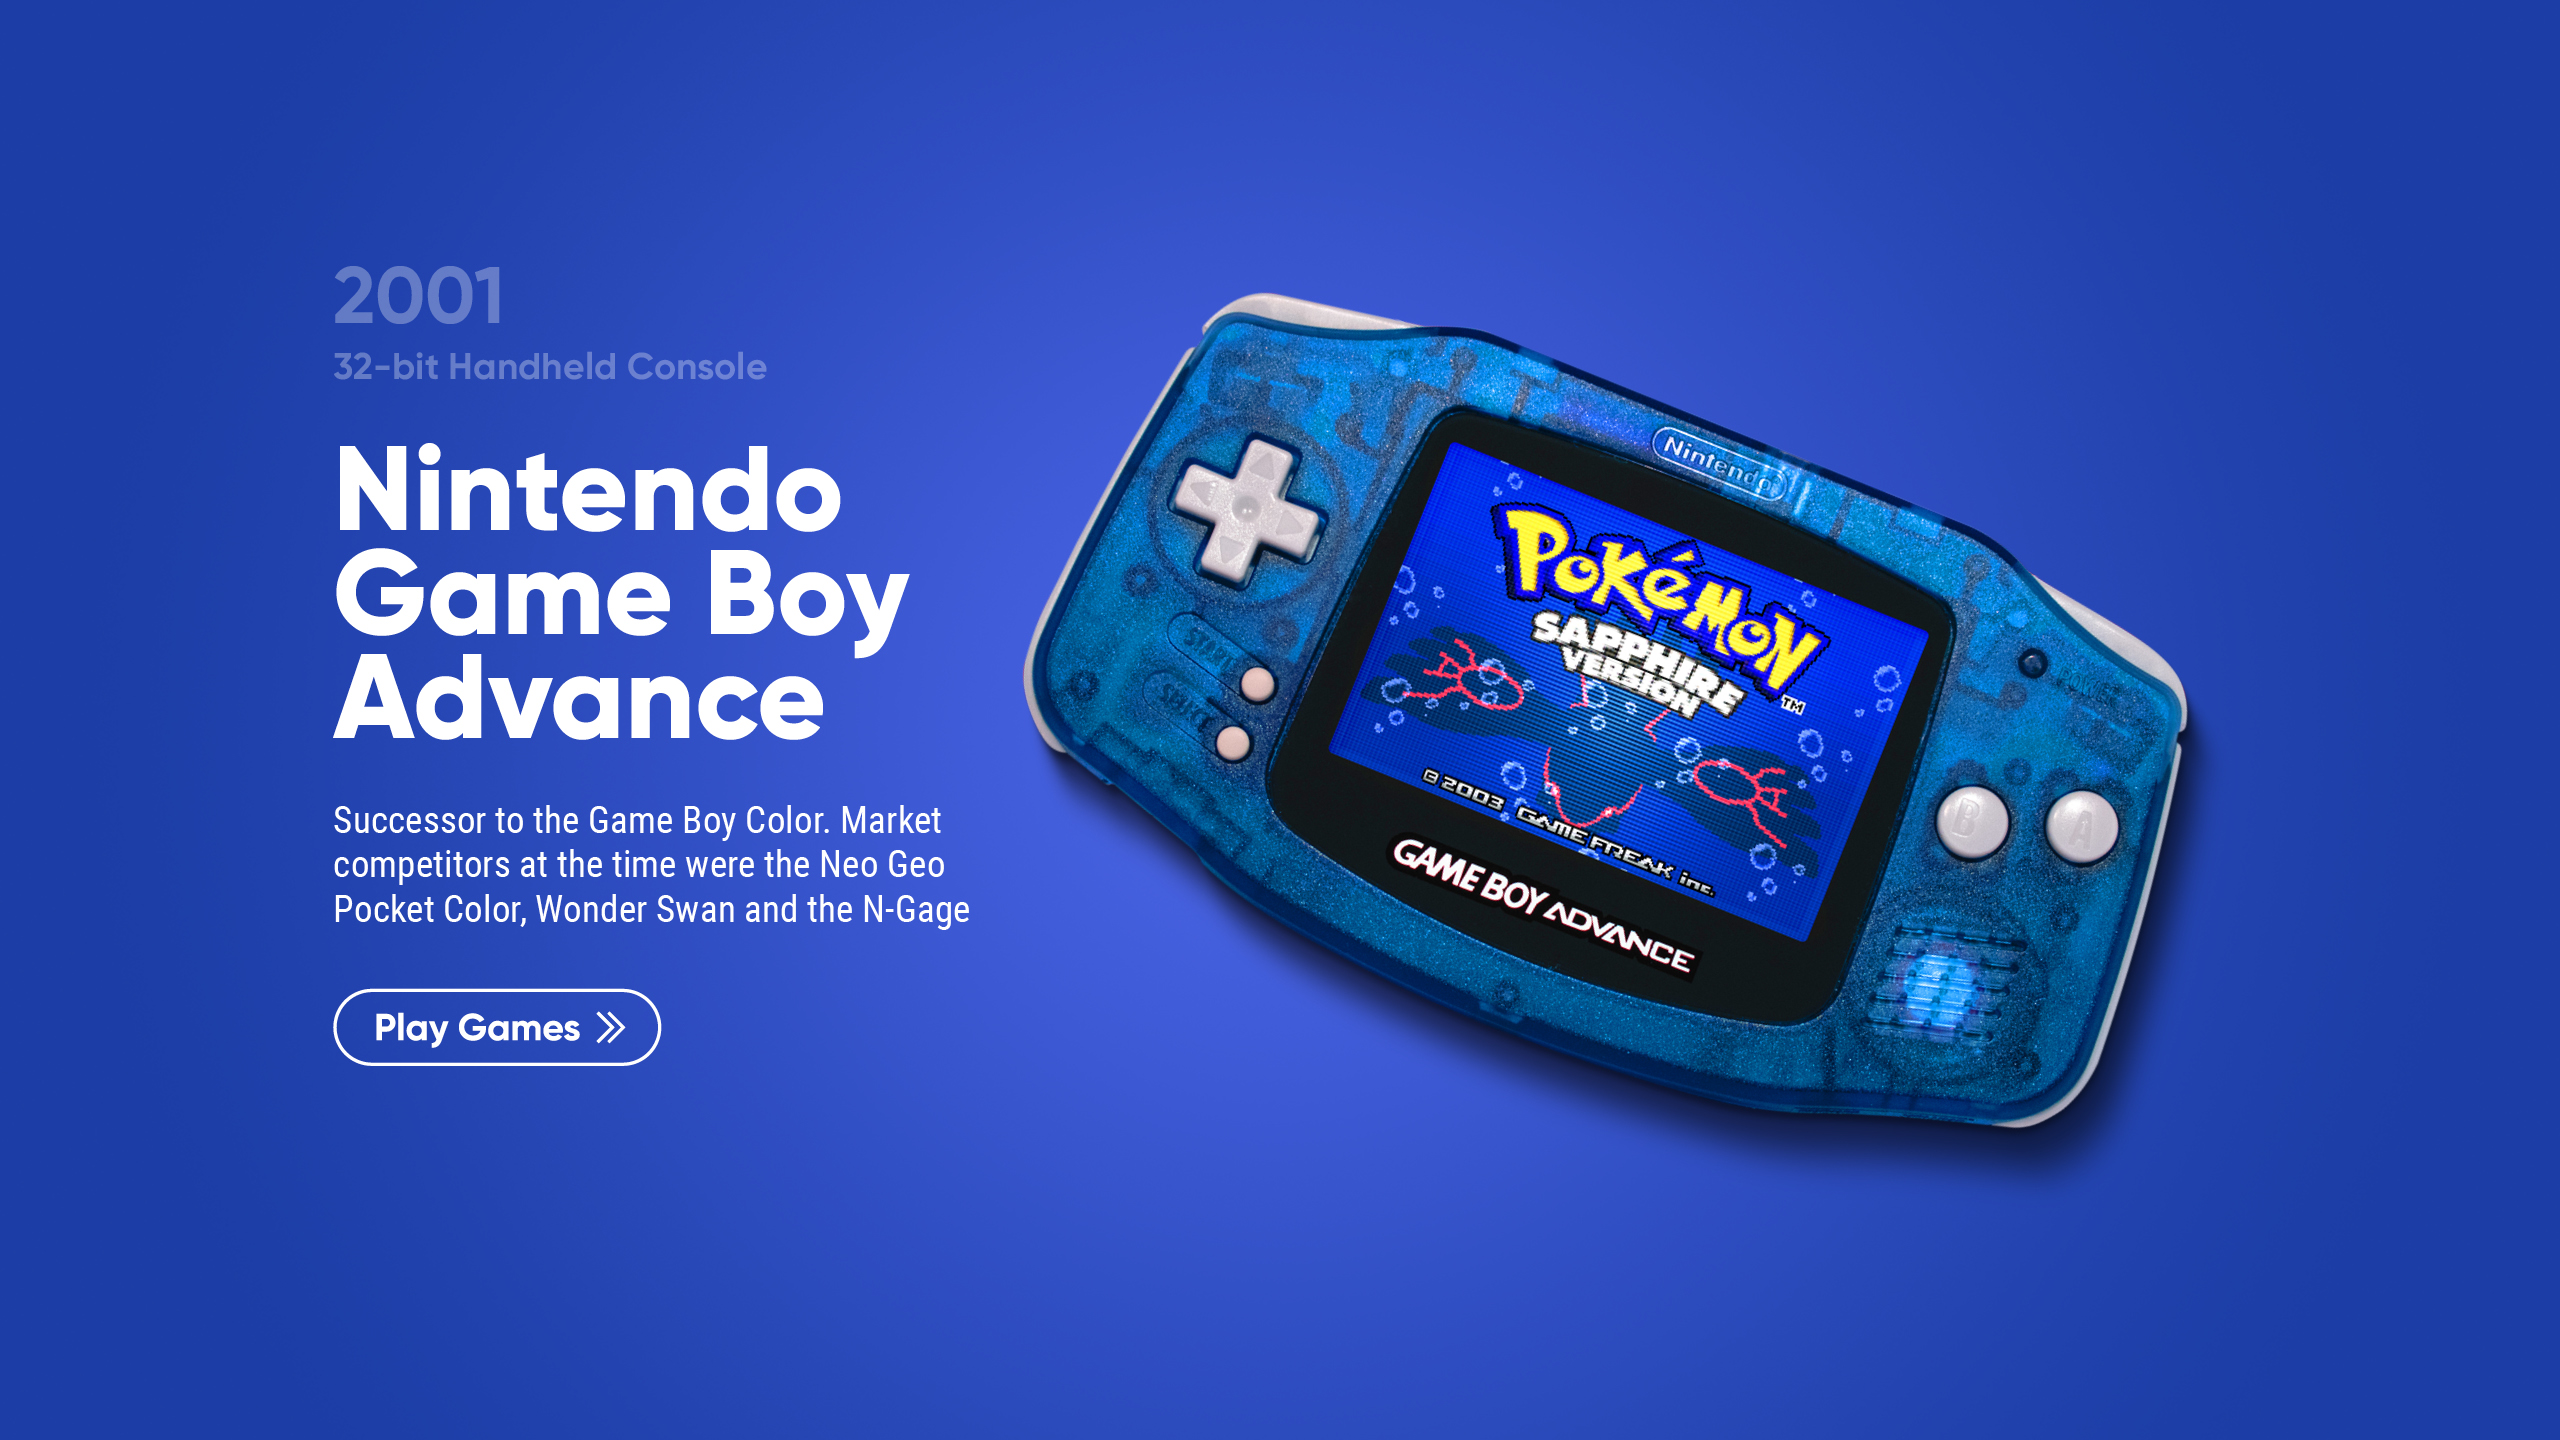 2001
32-bit Handheld Console
Nintendo
Game Boy
Advance
Successor to the Game Boy Color. Market
competitors at the time were the Neo Geo
Pocket Color, Wonder Swan and the N-Gage
Play Games
Nintendo
POKéMON
SAPPHIRE
VERSION
TM
© 2003 GAME FREAK inc.
GAME BOY ADVANCE
START
SELECT
B
A